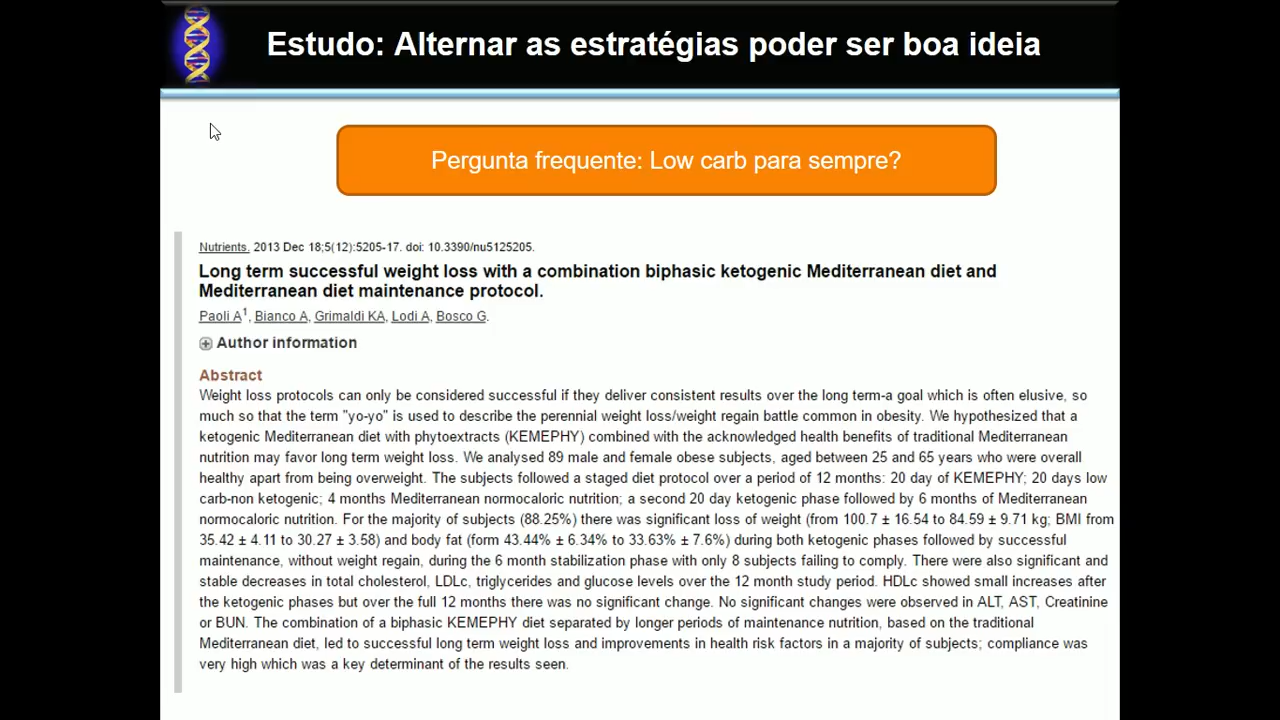 Estudo: Alternar as estratégias poder ser boa ideia
Pergunta frequente: Low carb para sempre?
Nutrients. 2013 Dec 18;5(12):5205-17. doi: 10.3390/nu5125205.
Long term successful weight loss with a combination biphasic ketogenic Mediterranean diet and
Mediterranean diet maintenance protocol.
Paoli A1, Bianco A, Grimaldi KA, Lodi A, Bosco G.
Author information
Abstract
Weight loss protocols can only be considered successful if they deliver consistent results over the long term-a goal which is often elusive, so
much so that the term "yo-yo" is used to describe the perennial weight loss/weight regain battle common in obesity. We hypothesized that a
ketogenic Mediterranean diet with phytoextracts (KEMEPHY) combined with the acknowledged health benefits of traditional Mediterranean
nutrition may favor long term weight loss. We analysed 89 male and female obese subjects, aged between 25 and 65 years who were overall
healthy apart from being overweight. The subjects followed a staged diet protocol over a period of 12 months: 20 day of KEMEPHY; 20 days low
carb-non ketogenic; 4 months Mediterranean normocaloric nutrition; a second 20 day ketogenic phase followed by 6 months of Mediterranean
normocaloric nutrition. For the majority of subjects (88.25%) there was significant loss of weight (from 100.7 ± 16.54 to 84.59 ± 9.71 kg; BMI from
35.42 ± 4.11 to 30.27 ± 3.58) and body fat (form 43.44% ± 6.34% to 33.63% ± 7.6%) during both ketogenic phases followed by successful
maintenance, without weight regain, during the 6 month stabilization phase with only 8 subjects failing to comply. There were also significant and
stable decreases in total cholesterol, LDLc, triglycerides and glucose levels over the 12 month study period. HDLc showed small increases after
the ketogenic phases but over the full 12 months there was no significant change. No significant changes were observed in ALT, AST, Creatinine
or BUN. The combination of a biphasic KEMEPHY diet separated by longer periods of maintenance nutrition, based on the traditional
Mediterranean diet, led to successful long term weight loss and improvements in health risk factors in a majority of subjects; compliance was
very high which was a key determinant of the results seen.